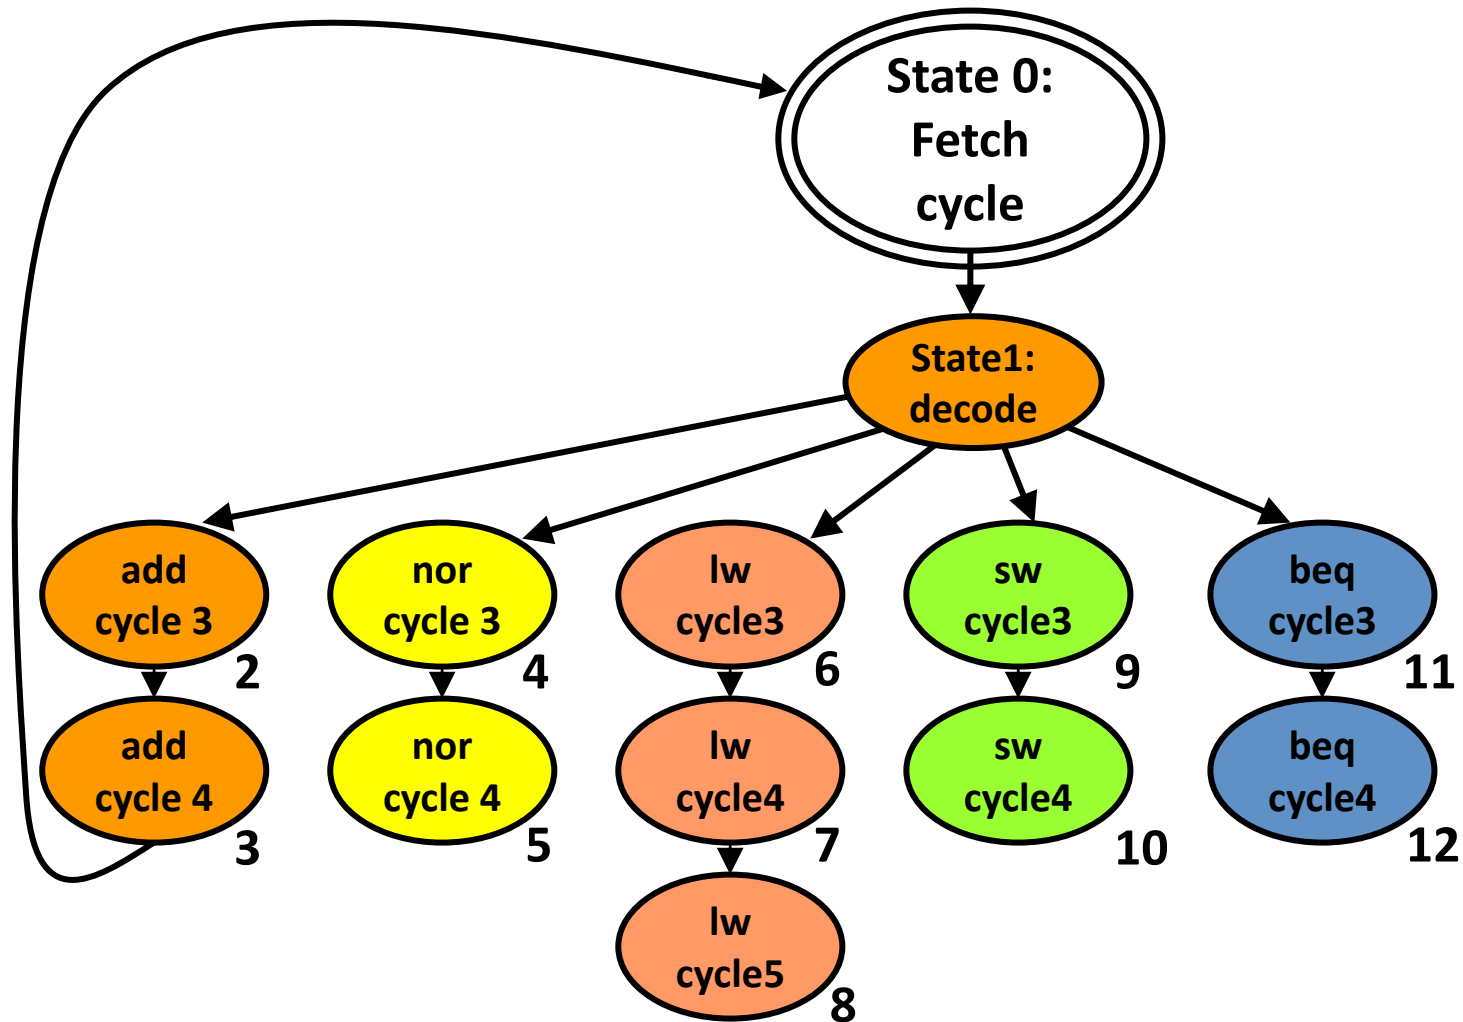 State 0:
Fetch
cycle
State1:
decode
add
cycle 3
2
nor
cycle 3
4
lw
cycle3
6
sw
cycle3
9
beq
cycle3
11
add
cycle 4
3
nor
cycle 4
5
lw
cycle4
7
sw
cycle4
10
beq
cycle4
12
lw
cycle5
8